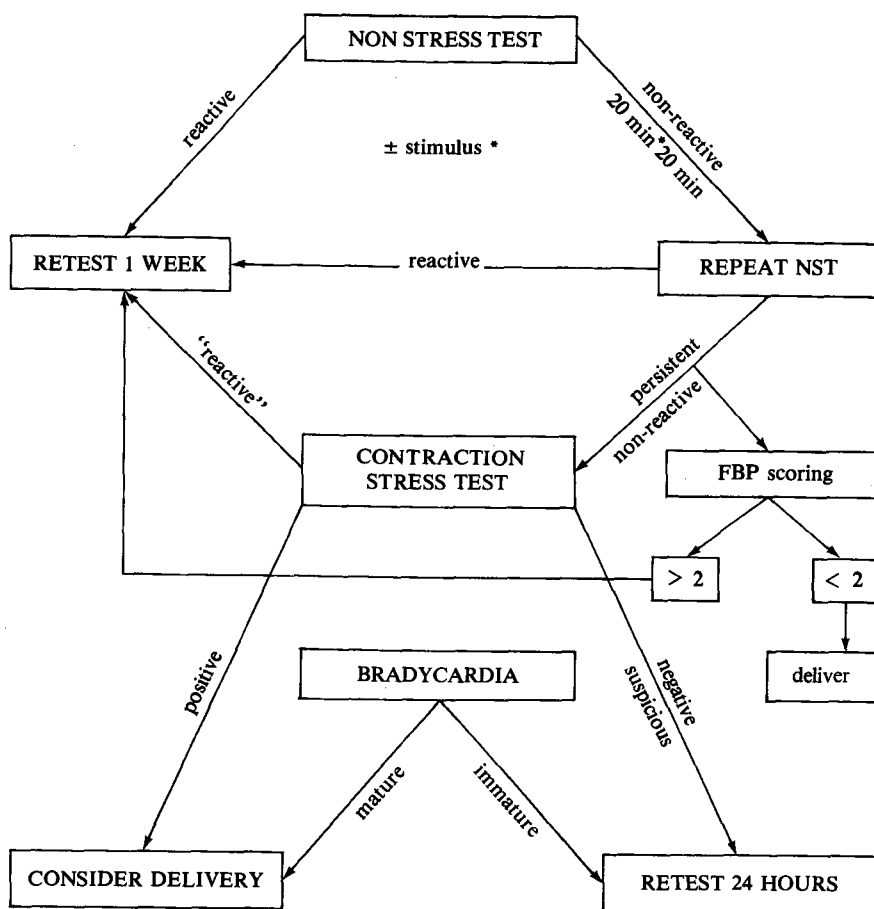 NON STRESS TEST
reactive
non-reactive
20 min*20 min
± stimulus *
RETEST 1 WEEK
reactive
REPEAT NST
"reactive"
persistent
non-reactive
CONTRACTION
STRESS TEST
FBP scoring
> 2
< 2
deliver
BRADYCARDIA
positive
negative
suspicious
mature
immature
CONSIDER DELIVERY
RETEST 24 HOURS